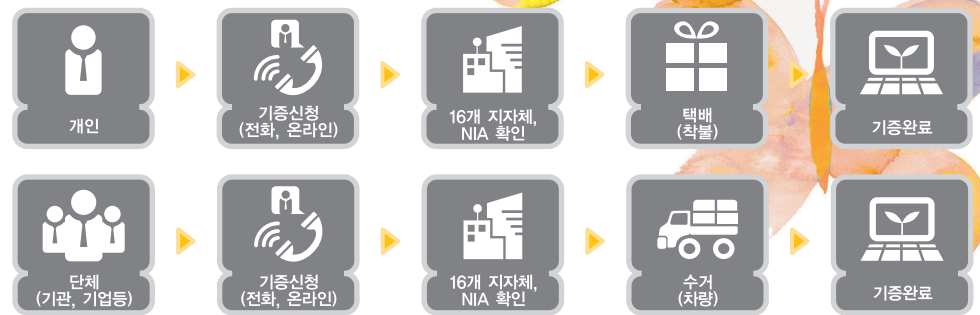 개인
기증신청
(전화, 온라인)
16개 지자체,
NIA 확인
택배
(착불)
기증완료
단체
(기관, 기업등)
기증신청
(전화, 온라인)
16개 지자체,
NIA 확인
수거
(차량)
기증완료